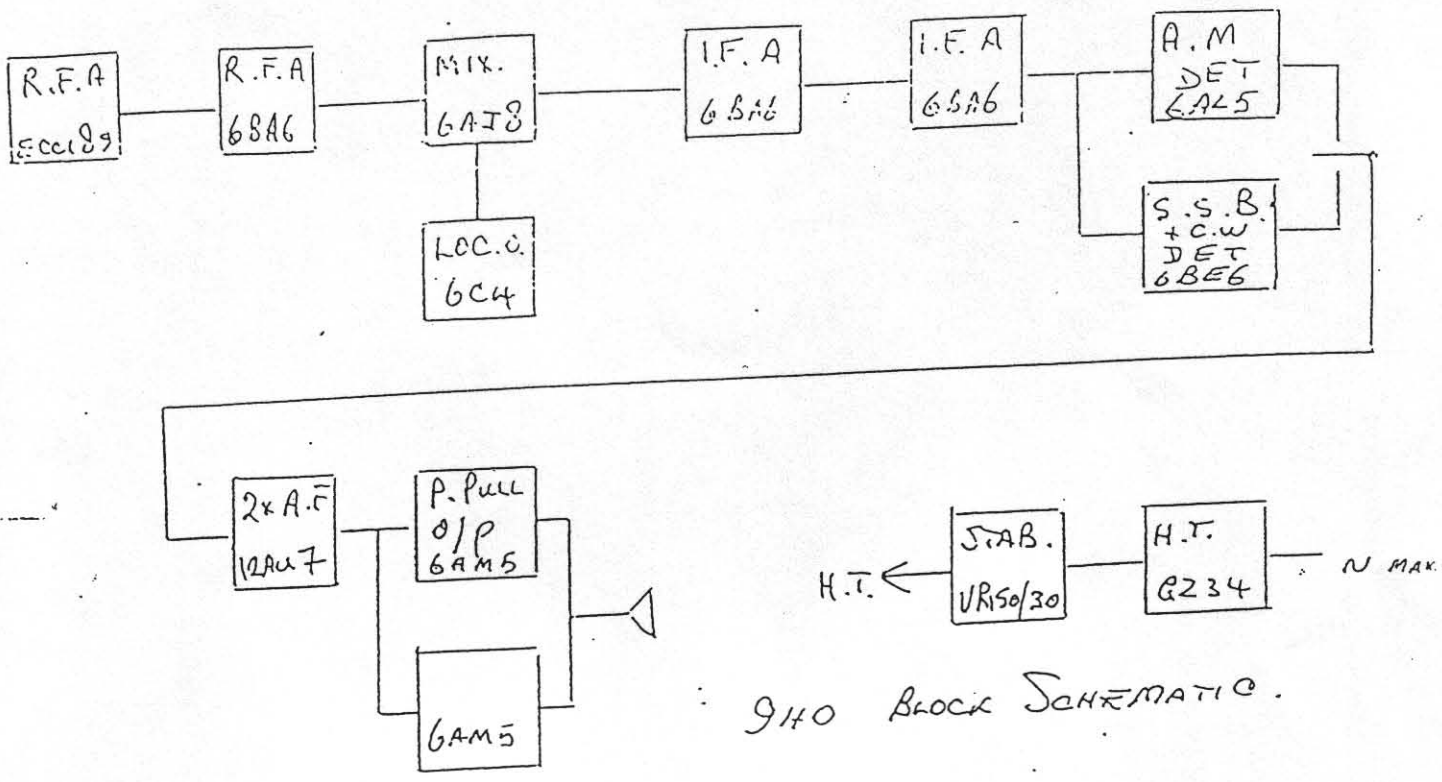 R.F.A
ECC189
R.F.A
6BA6
MIX.
6AJ8
LOC.O.
6C4
I.F.A
6BA6
I.F.A
6BA6
A.M
DET
6AL5
S.S.B.
+ C.W
DET
6BE6
2x A.F
12AU7
P. PULL
O/P
6AM5
6AM5
H.T.
STAB.
VR150/30
H.T.
GZ34
940 BLOCK SCHEMATIC.